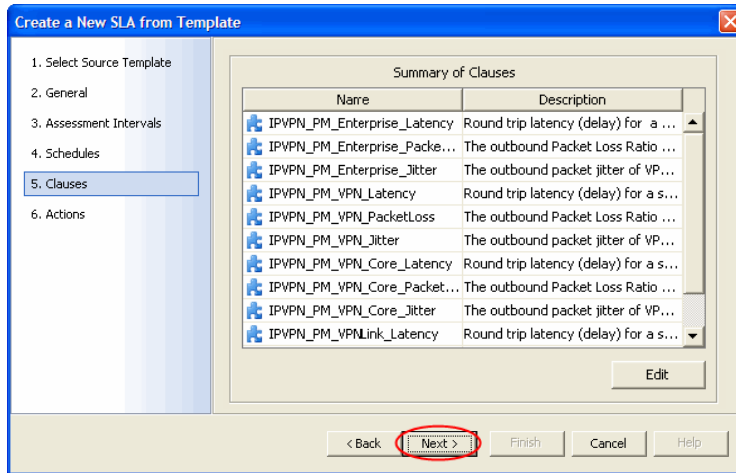 Create a New SLA from Template
1. Select Source Template
2. General
3. Assessment Intervals
4. Schedules
5. Clauses
6. Actions
Summary of Clauses
Name Description
IPVPN_PM_Enterprise_Latency Round trip latency (delay) for a ...
IPVPN_PM_Enterprise_Packe... The outbound Packet Loss Ratio ...
IPVPN_PM_Enterprise_Jitter The outbound packet jitter of VP...
IPVPN_PM_VPN_Latency Round trip latency (delay) for a s...
IPVPN_PM_VPN_PacketLoss The outbound Packet Loss Ratio ...
IPVPN_PM_VPN_Jitter The outbound packet jitter of VP...
IPVPN_PM_VPN_Core_Latency Round trip latency (delay) for a s...
IPVPN_PM_VPN_Core_Packet... The outbound Packet Loss Ratio ...
IPVPN_PM_VPN_Core_Jitter The outbound packet jitter of VP...
IPVPN_PM_VPNLink_Latency Round trip latency (delay) for a s...
Edit
< Back Next > Finish Cancel Help